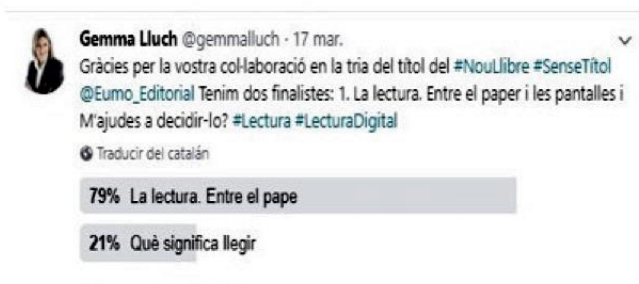 Gemma Lluch @gemmalluch · 17 mar.
Gràcies per la vostra col·laboració en la tria del títol del #NouLlibre #SenseTítol
@Eumo_Editorial Tenim dos finalistes: 1. La lectura. Entre el paper i les pantalles i
M'ajudes a decidir-lo? #Lectura #LecturaDigital
Traducir del catalán
79% La lectura. Entre el pape
21% Què significa llegir